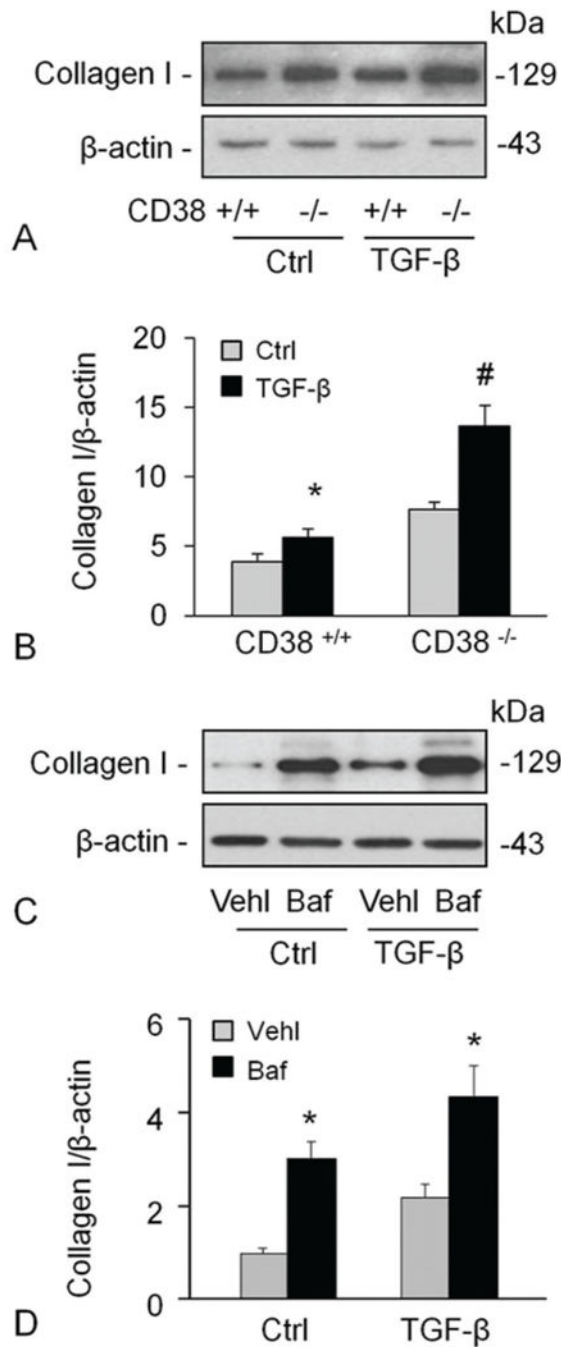 kDa
Collagen I - -129
β-actin - -43
CD38 +/+ -/- +/+ -/-
A Ctrl TGF-β
20
15
10
5
0
Collagen I/β-actin
Ctrl
TGF-β
*
#
CD38 +/+ CD38 -/-
B
kDa
Collagen I - -129
β-actin - -43
Vehl Baf Vehl Baf
C Ctrl TGF-β
6
4
2
0
Collagen I/β-actin
Vehl
Baf
*
*
Ctrl TGF-β
D